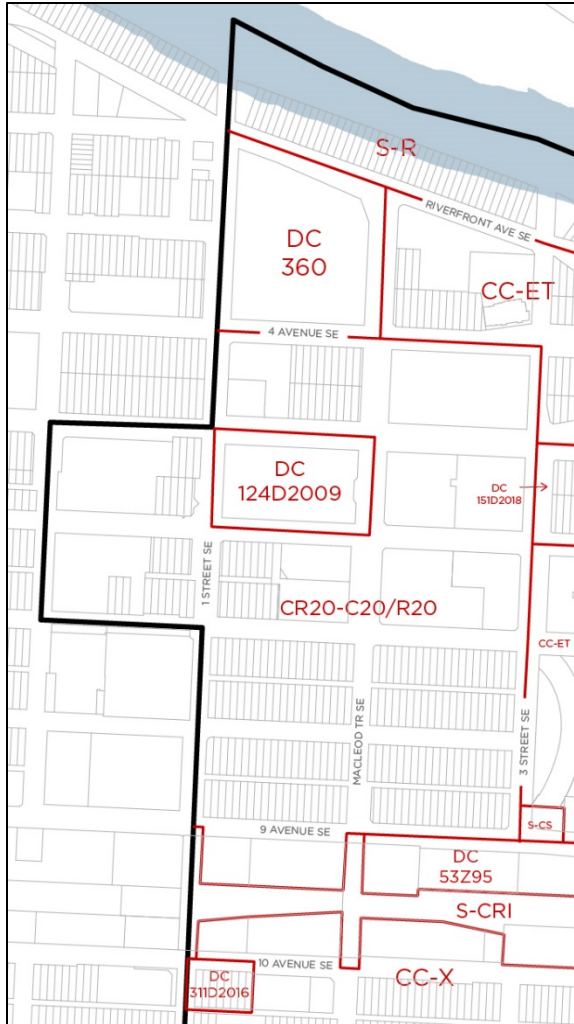 S-R
RIVERFRONT AVE SE
DC
360
CC-ET
4 AVENUE SE
DC
124D2009
DC
151D2018
1 STREET SE
CR20-C20/R20
CC-ET
MACLEOD TR SE
3 STREET SE
S-CS
9 AVENUE SE
DC
53Z95
S-CRI
10 AVENUE SE
DC
311D2016
CC-X